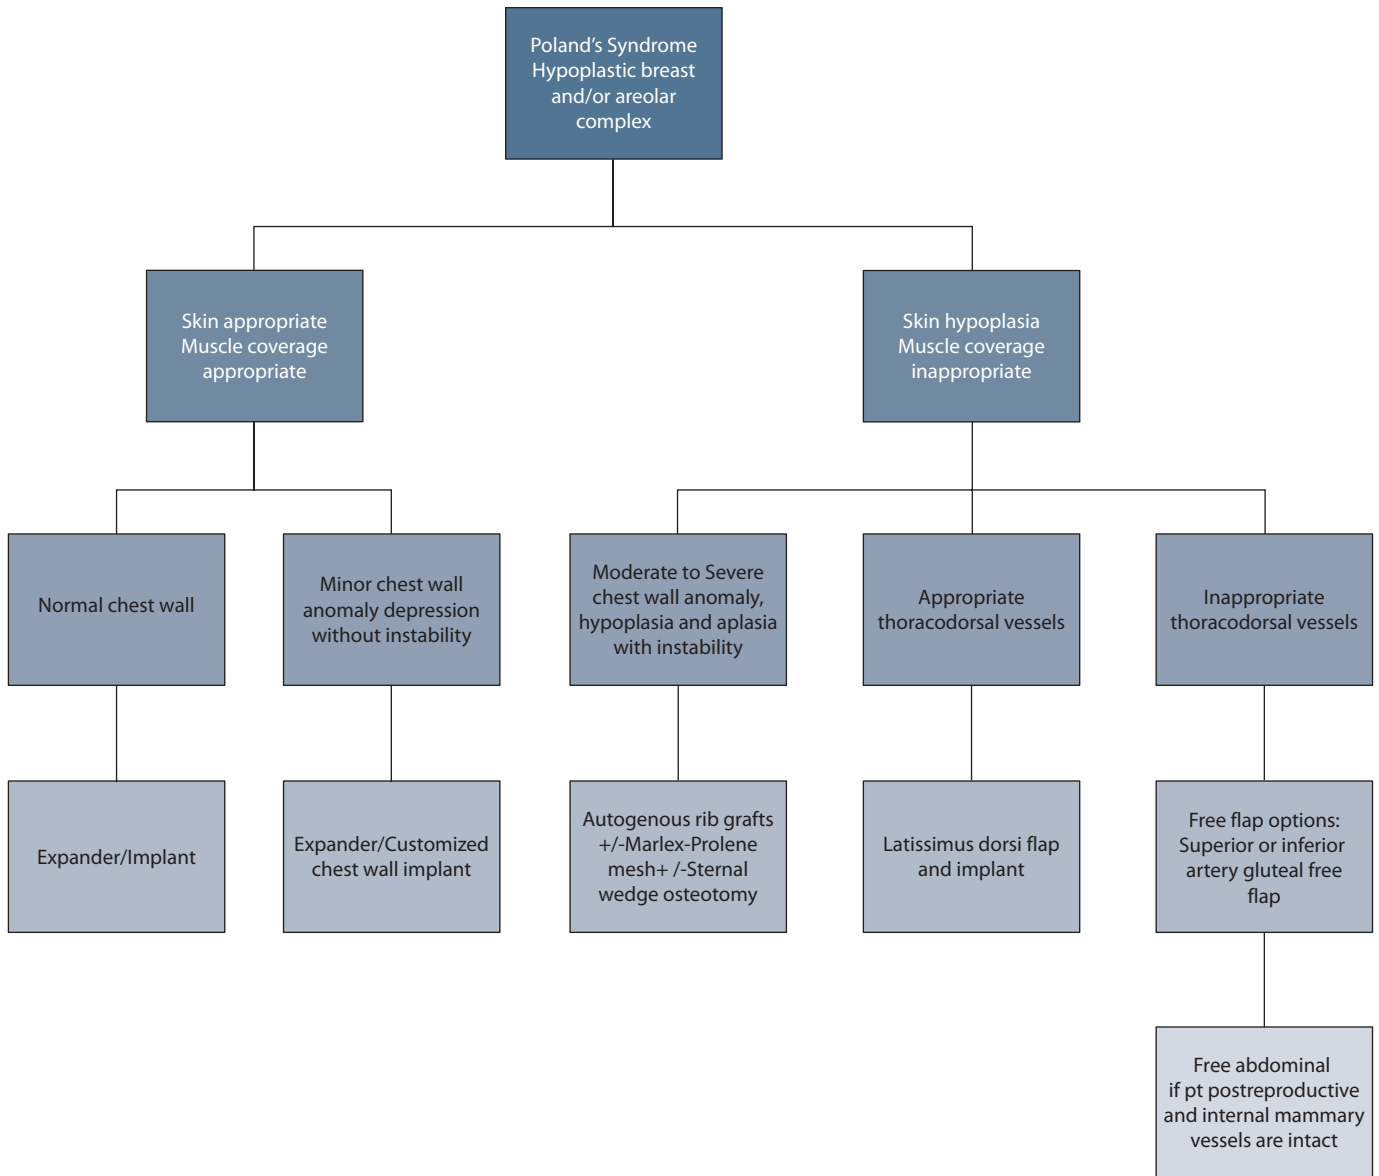 Poland's Syndrome
Hypoplastic breast
and/or areolar
complex
Skin appropriate
Muscle coverage
appropriate
Skin hypoplasia
Muscle coverage
inappropriate
Normal chest wall
Minor chest wall
anomaly depression
without instability
Moderate to Severe
chest wall anomaly,
hypoplasia and aplasia
with instability
Appropriate
thoracodorsal vessels
Inappropriate
thoracodorsal vessels
Expander/Implant
Expander/Customized
chest wall implant
Autogenous rib grafts
+/-Marlex-Prolene
mesh+ /-Sternal
wedge osteotomy
Latissimus dorsi flap
and implant
Free flap options:
Superior or inferior
artery gluteal free
flap
Free abdominal
if pt postreproductive
and internal mammary
vessels are intact